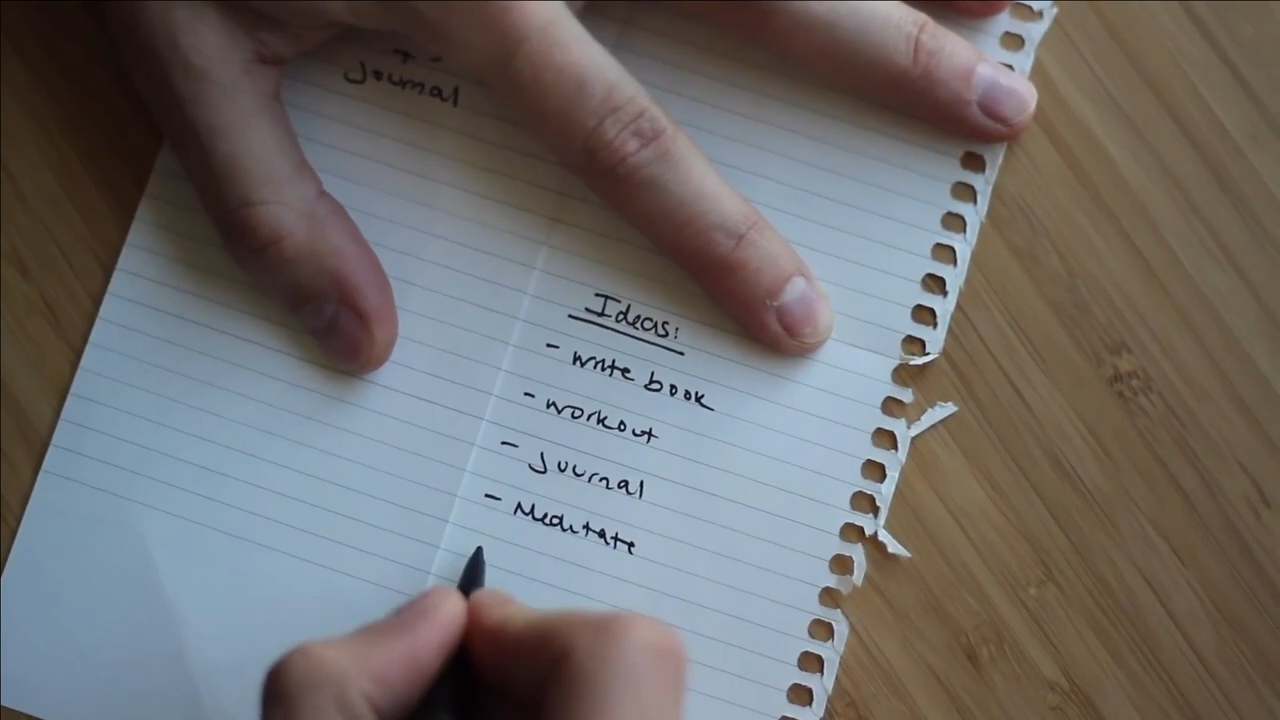 Journal
Ideas:
- write book
- workout
- Journal
- Meditate